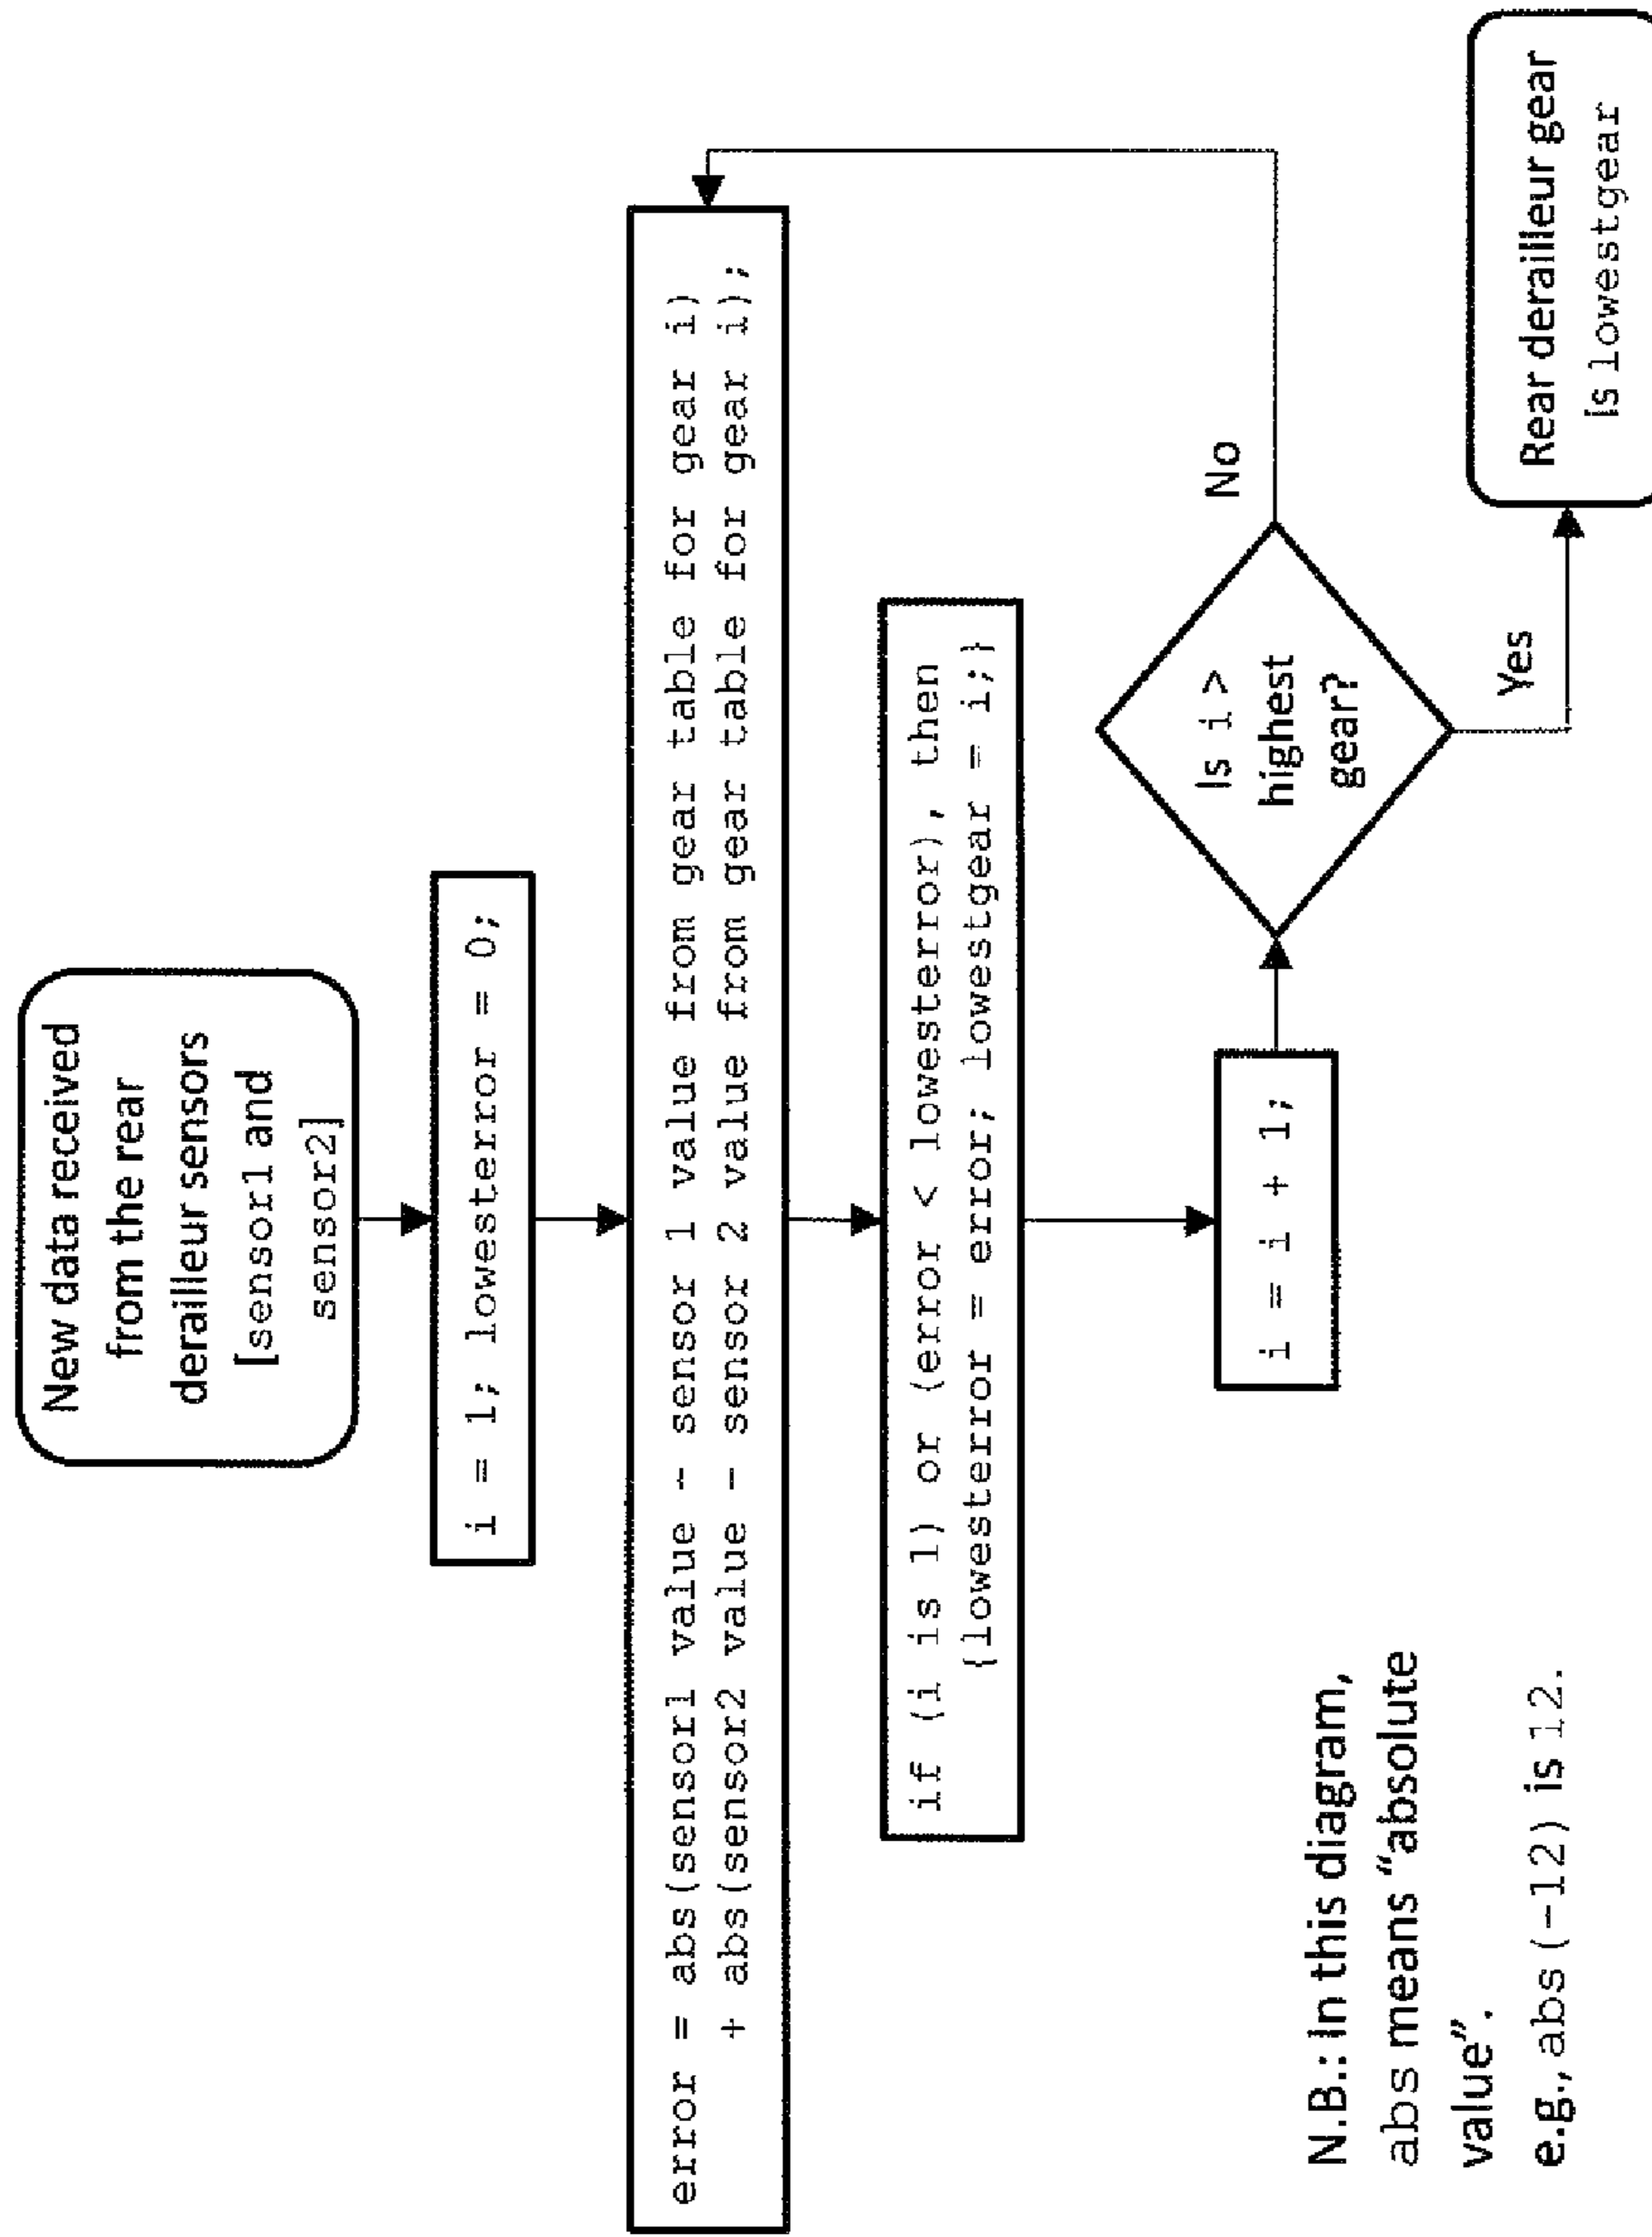 New data received
from the rear
derailleur sensors
[sensor1 and
sensor2]
i = 1; lowesterror = 0;
error = abs(sensor1 value - sensor 1 value from gear table for gear i)
+ abs(sensor2 value - sensor 2 value from gear table for gear i);
if (i is 1) or (error < lowesterror), then
{lowesterror = error; lowestgear = i;}
i = i + 1;
Is i >
highest
gear?
No
Yes
Rear derailleur gear
is lowestgear
N.B.: In this diagram,
abs means “absolute
value”.
e.g., abs(-12) is 12.